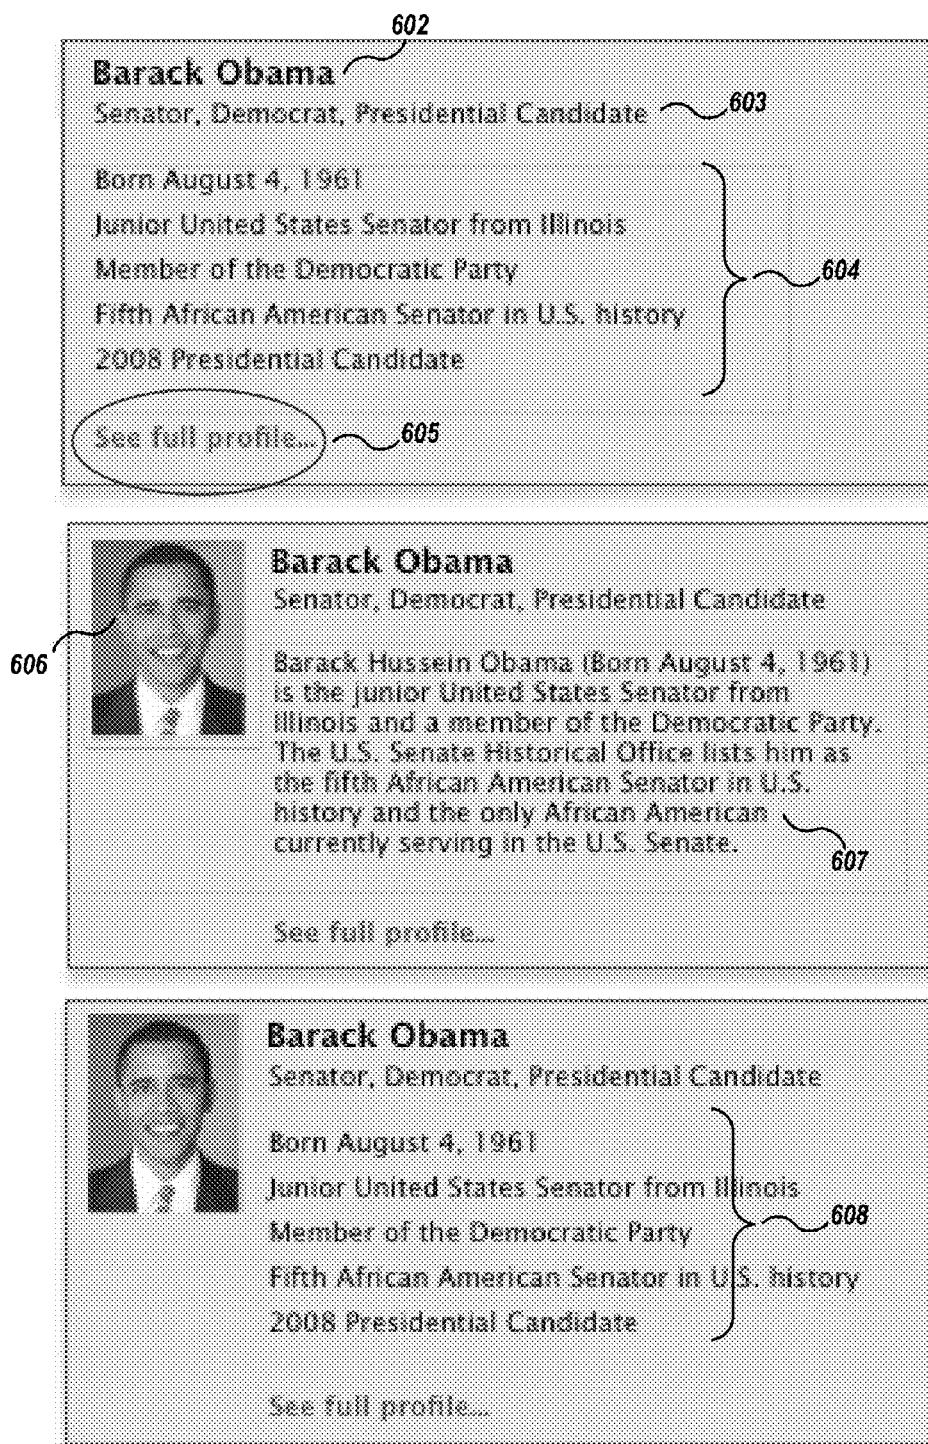 602
Barack Obama
Senator, Democrat, Presidential Candidate
603
Born August 4, 1961
Junior United States Senator from Illinois
Member of the Democratic Party
604
Fifth African American Senator in U.S. history
2008 Presidential Candidate
See full profile...
605
Barack Obama
Senator, Democrat, Presidential Candidate
606
Barack Hussein Obama (Born August 4, 1961)
is the junior United States Senator from
Illinois and a member of the Democratic Party.
The U.S. Senate Historical Office lists him as
the fifth African American Senator in U.S.
history and the only African American
currently serving in the U.S. Senate.
607
See full profile...
Barack Obama
Senator, Democrat, Presidential Candidate
Born August 4, 1961
Junior United States Senator from Illinois
608
Member of the Democratic Party
Fifth African American Senator in U.S. history
2008 Presidential Candidate
See full profile...